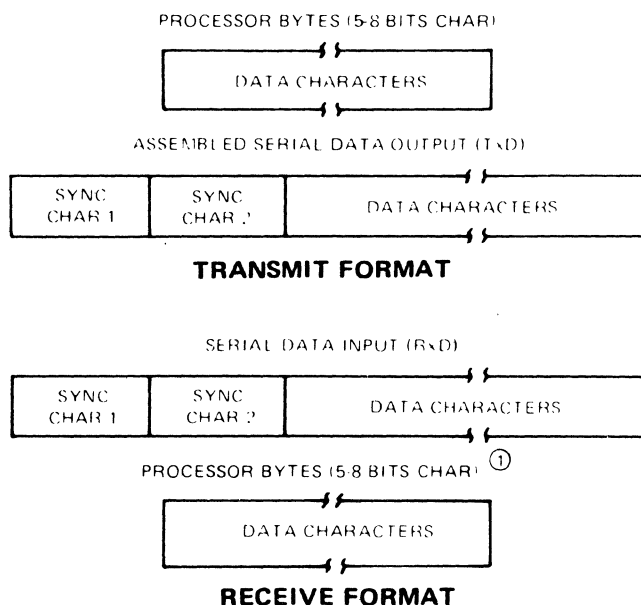 PROCESSOR BYTES (5-8 BITS CHAR)
DATA CHARACTERS
ASSEMBLED SERIAL DATA OUTPUT (TxD)
SYNC CHAR 1
SYNC CHAR 2
DATA CHARACTERS
TRANSMIT FORMAT
SERIAL DATA INPUT (RxD)
SYNC CHAR 1
SYNC CHAR 2
DATA CHARACTERS
PROCESSOR BYTES (5-8 BITS CHAR) ①
DATA CHARACTERS
RECEIVE FORMAT